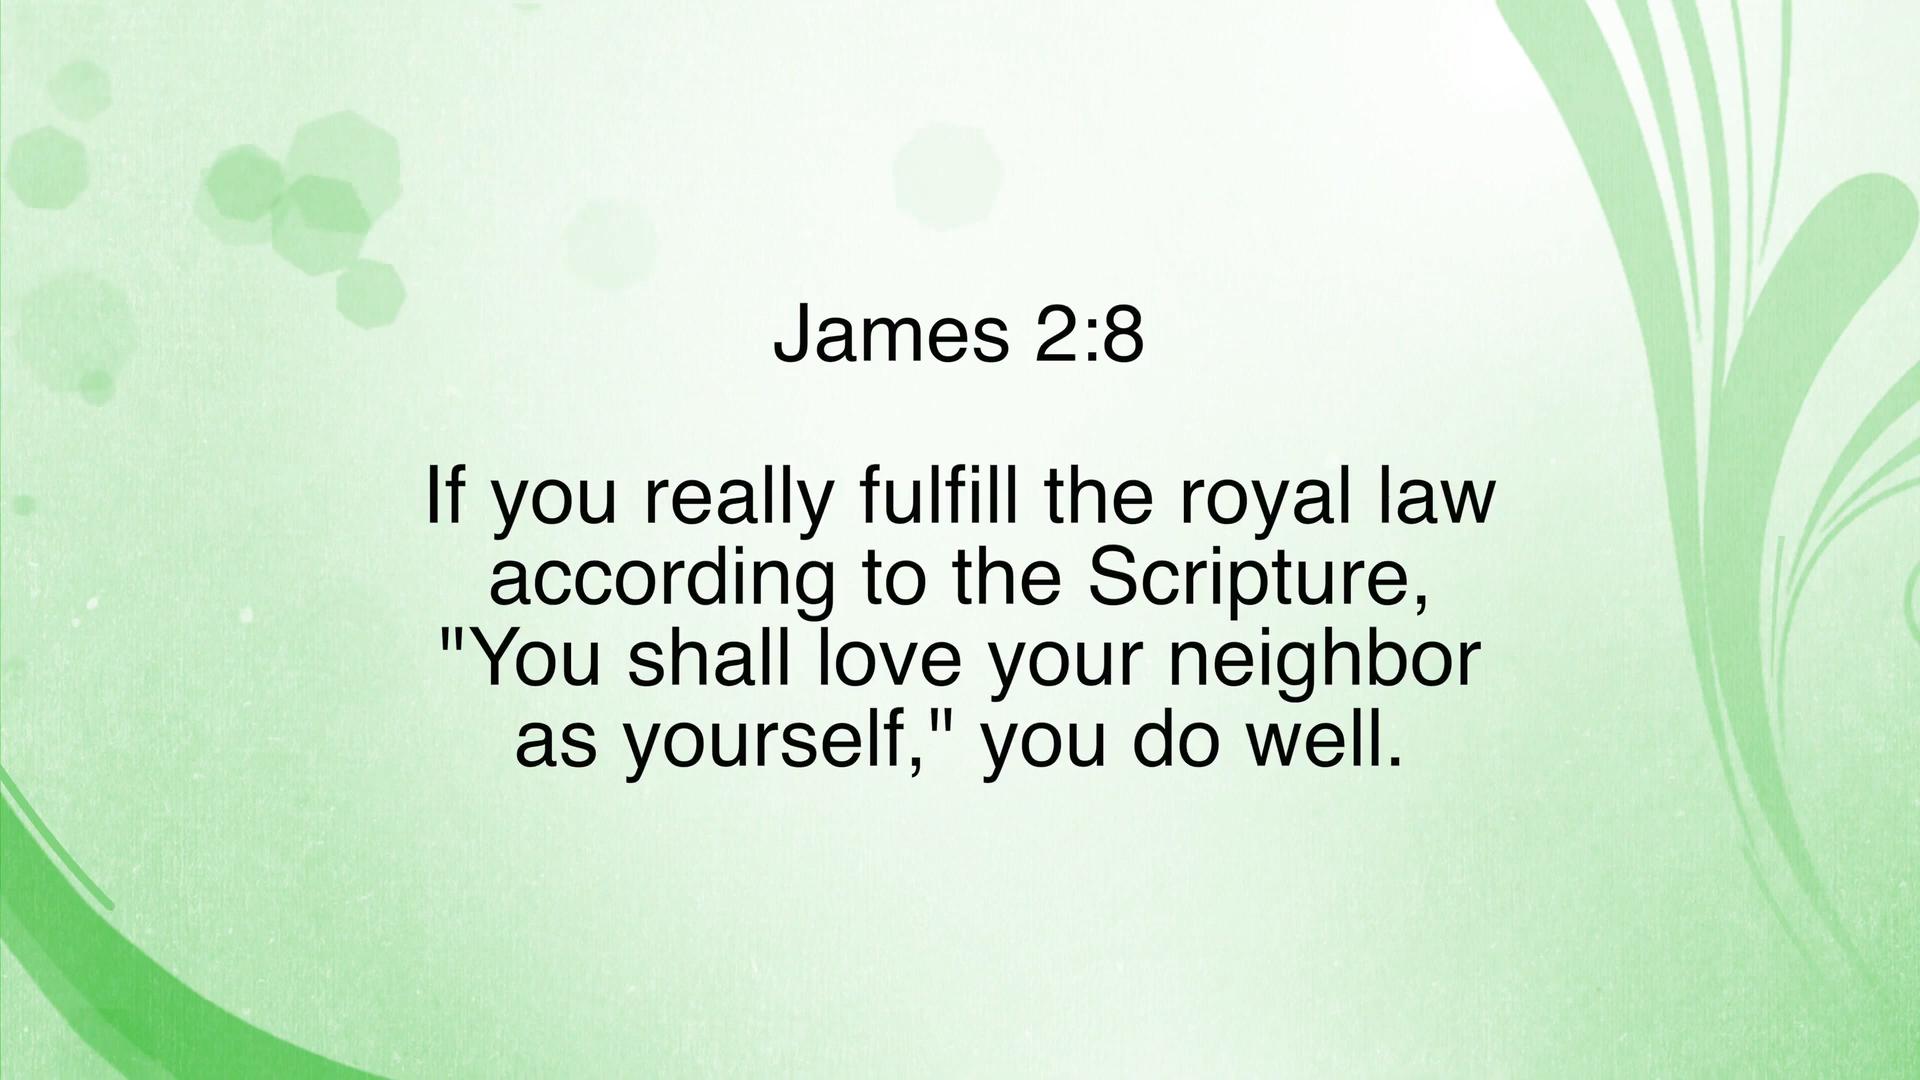 James 2:8
If you really fulfill the royal law
according to the Scripture,
"You shall love your neighbor
as yourself," you do well.